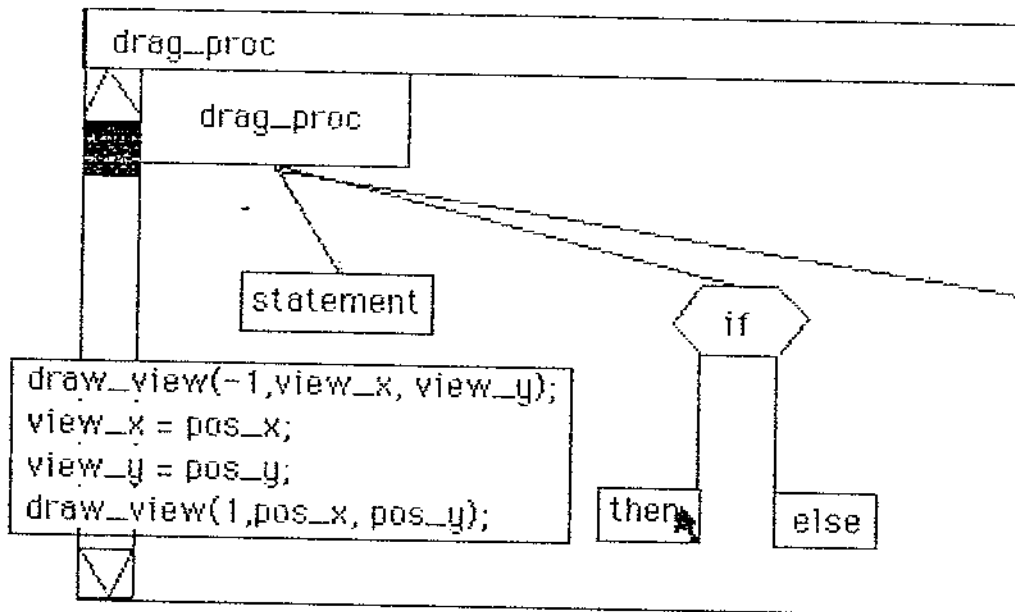 drag_proc
drag_proc
statement
if
draw_view(-1,view_x, view_y);
view_x = pos_x;
view_y = pos_y;
draw_view(1,pos_x, pos_y);
then
else